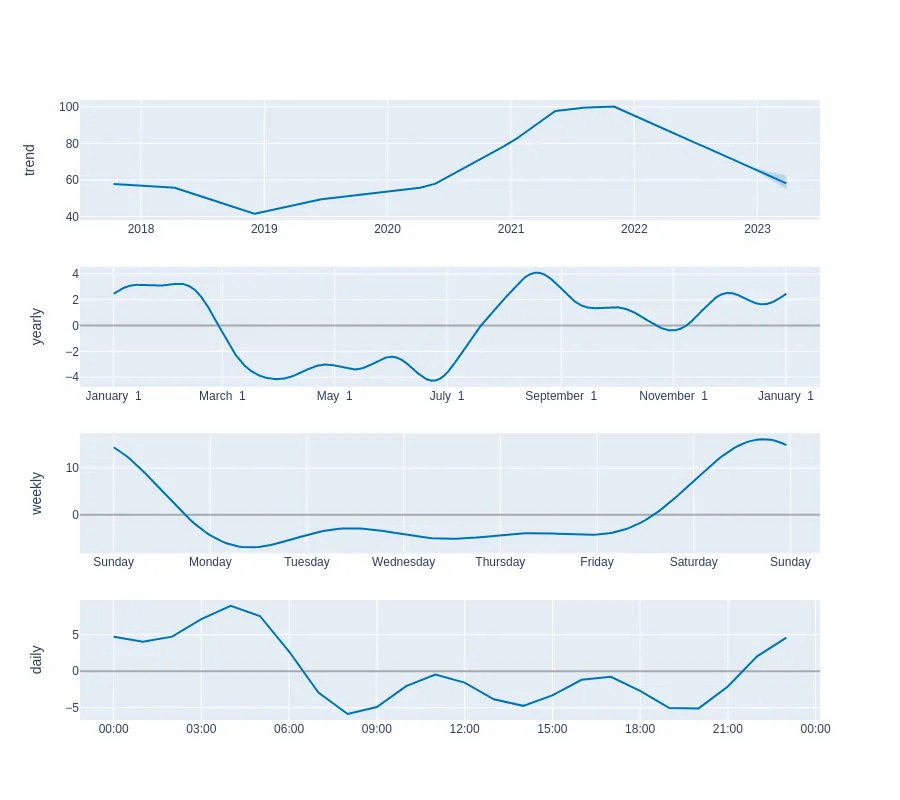 trend
100
80
60
40
2018 2019 2020 2021 2022 2023
yearly
4
2
0
−2
−4
January 1 March 1 May 1 July 1 September 1 November 1 January 1
weekly
10
0
Sunday Monday Tuesday Wednesday Thursday Friday Saturday Sunday
daily
5
0
−5
00:00 03:00 06:00 09:00 12:00 15:00 18:00 21:00 00:00